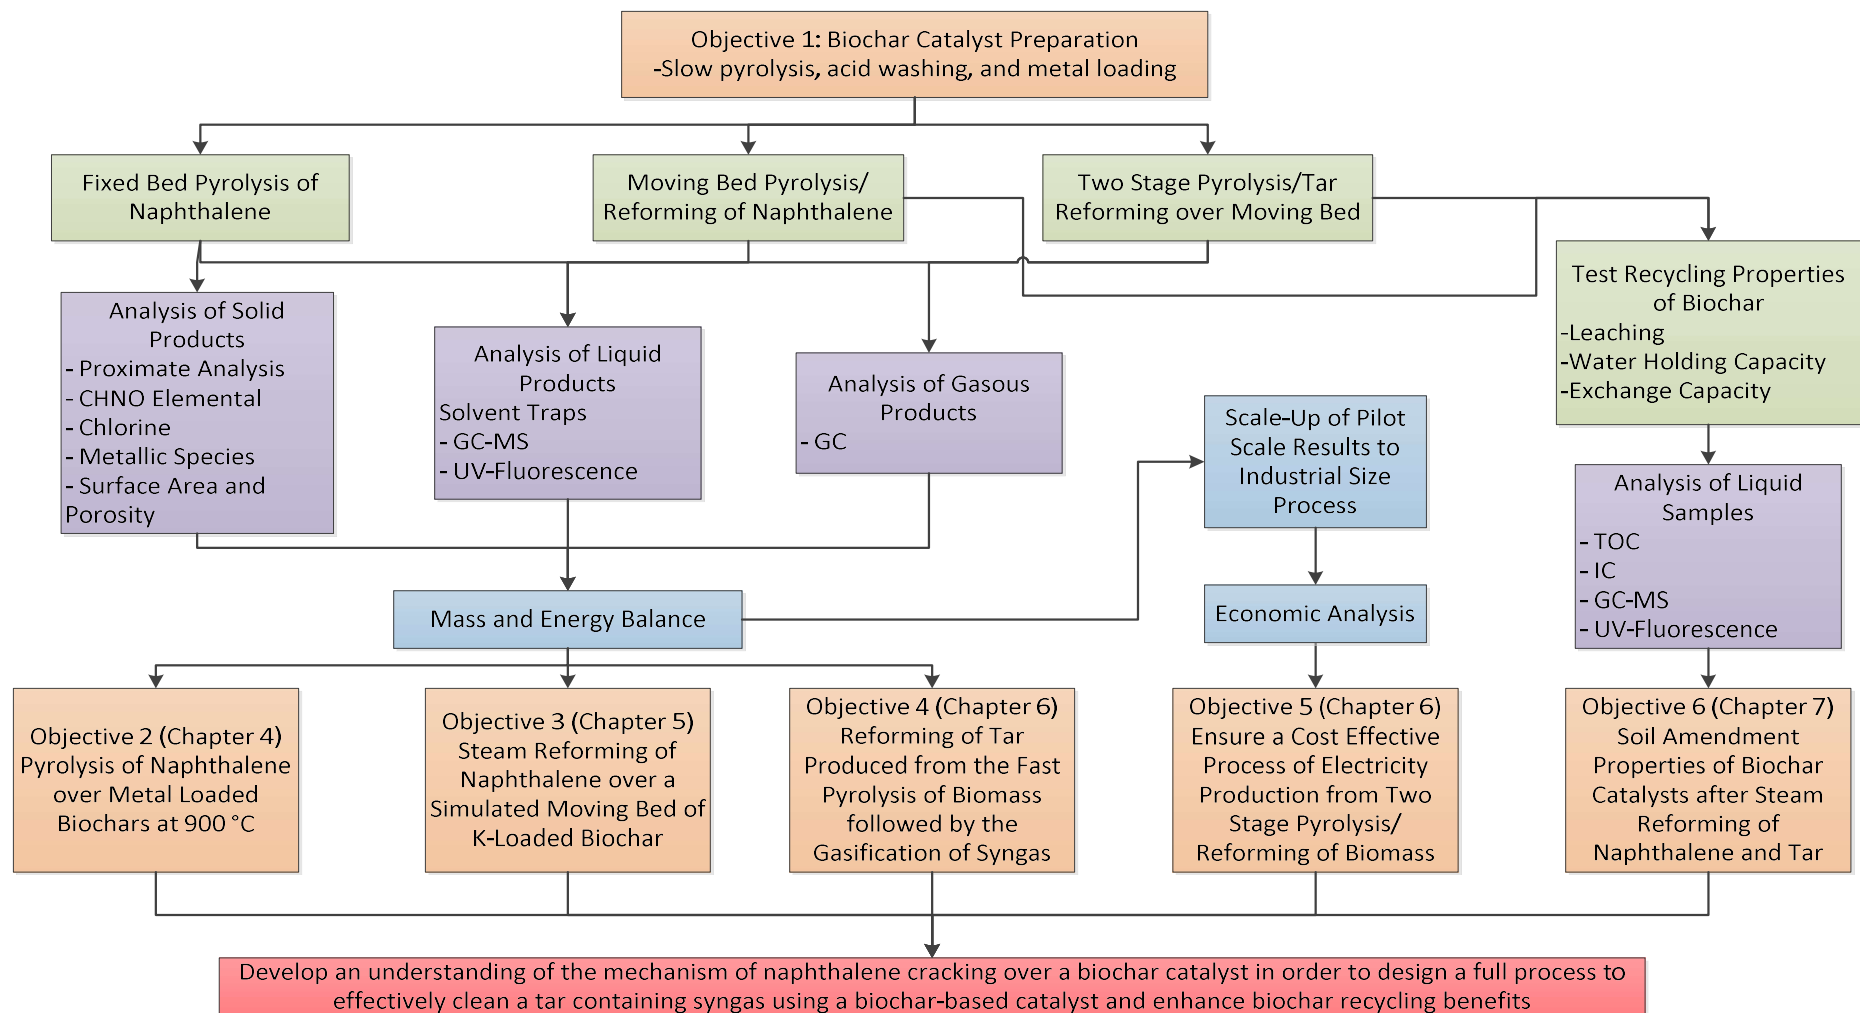 Objective 1: Biochar Catalyst Preparation
-Slow pyrolysis, acid washing, and metal loading
Fixed Bed Pyrolysis of
Naphthalene
Moving Bed Pyrolysis/
Reforming of Naphthalene
Two Stage Pyrolysis/Tar
Reforming over Moving Bed
Test Recycling Properties
of Biochar
-Leaching
-Water Holding Capacity
-Exchange Capacity
Analysis of Solid
Products
- Proximate Analysis
- CHNO Elemental
- Chlorine
- Metallic Species
- Surface Area and
Porosity
Analysis of Liquid
Products
Solvent Traps
- GC-MS
- UV-Fluorescence
Analysis of Gasous
Products
- GC
Scale-Up of Pilot
Scale Results to
Industrial Size
Process
Analysis of Liquid
Samples
- TOC
- IC
- GC-MS
- UV-Fluorescence
Mass and Energy Balance
Economic Analysis
Objective 2 (Chapter 4)
Pyrolysis of Naphthalene
over Metal Loaded
Biochars at 900 °C
Objective 3 (Chapter 5)
Steam Reforming of
Naphthalene over a
Simulated Moving Bed of
K-Loaded Biochar
Objective 4 (Chapter 6)
Reforming of Tar
Produced from the Fast
Pyrolysis of Biomass
followed by the
Gasification of Syngas
Objective 5 (Chapter 6)
Ensure a Cost Effective
Process of Electricity
Production from Two
Stage Pyrolysis/
Reforming of Biomass
Objective 6 (Chapter 7)
Soil Amendment
Properties of Biochar
Catalysts after Steam
Reforming of
Naphthalene and Tar
Develop an understanding of the mechanism of naphthalene cracking over a biochar catalyst in order to design a full process to
effectively clean a tar containing syngas using a biochar-based catalyst and enhance biochar recycling benefits